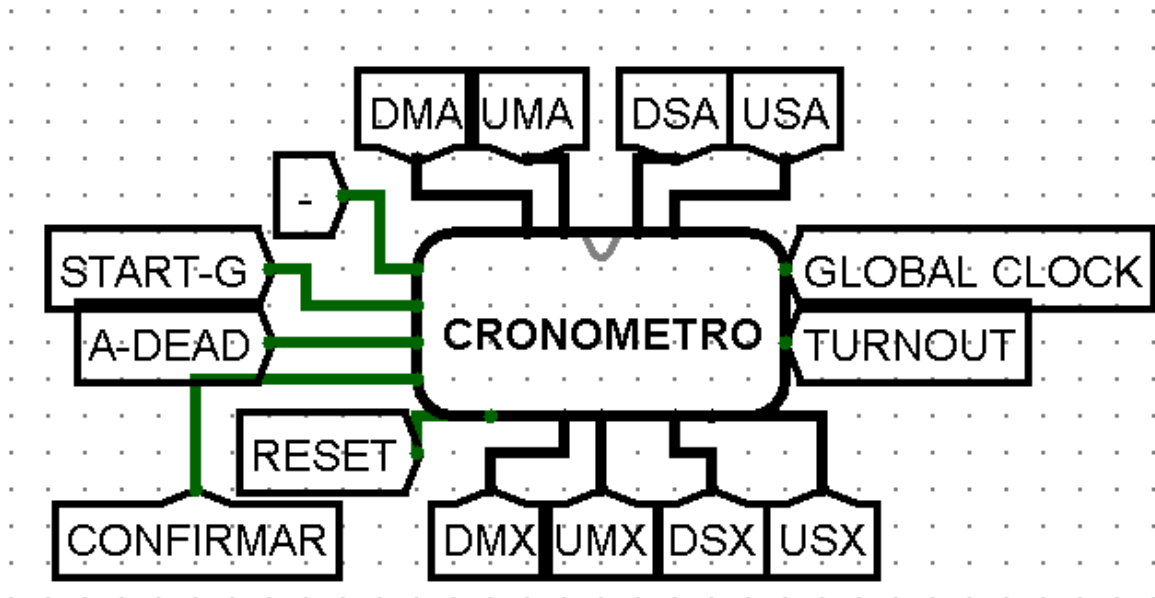 DMA UMA DSA USA
-
START-G GLOBAL CLOCK
A-DEAD CRONOMETRO TURNOUT
RESET
CONFIRMAR DMX UMX DSX USX